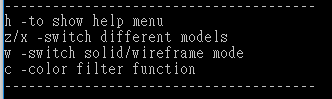 ---------------------------------------
h -to show help menu
z/x -switch different models
w -switch solid/wireframe mode
c -color filter function
---------------------------------------